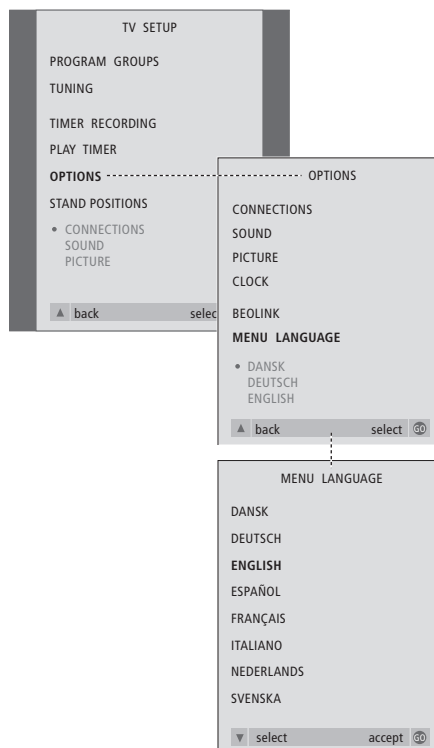 TV SETUP
PROGRAM GROUPS
TUNING
TIMER RECORDING
PLAY TIMER
OPTIONS
STAND POSITIONS
• CONNECTIONS
SOUND
PICTURE
back selec
OPTIONS
CONNECTIONS
SOUND
PICTURE
CLOCK
BEOLINK
MENU LANGUAGE
• DANSK
DEUTSCH
ENGLISH
back select GO
MENU LANGUAGE
DANSK
DEUTSCH
ENGLISH
ESPAÑOL
FRANÇAIS
ITALIANO
NEDERLANDS
SVENSKA
select accept GO